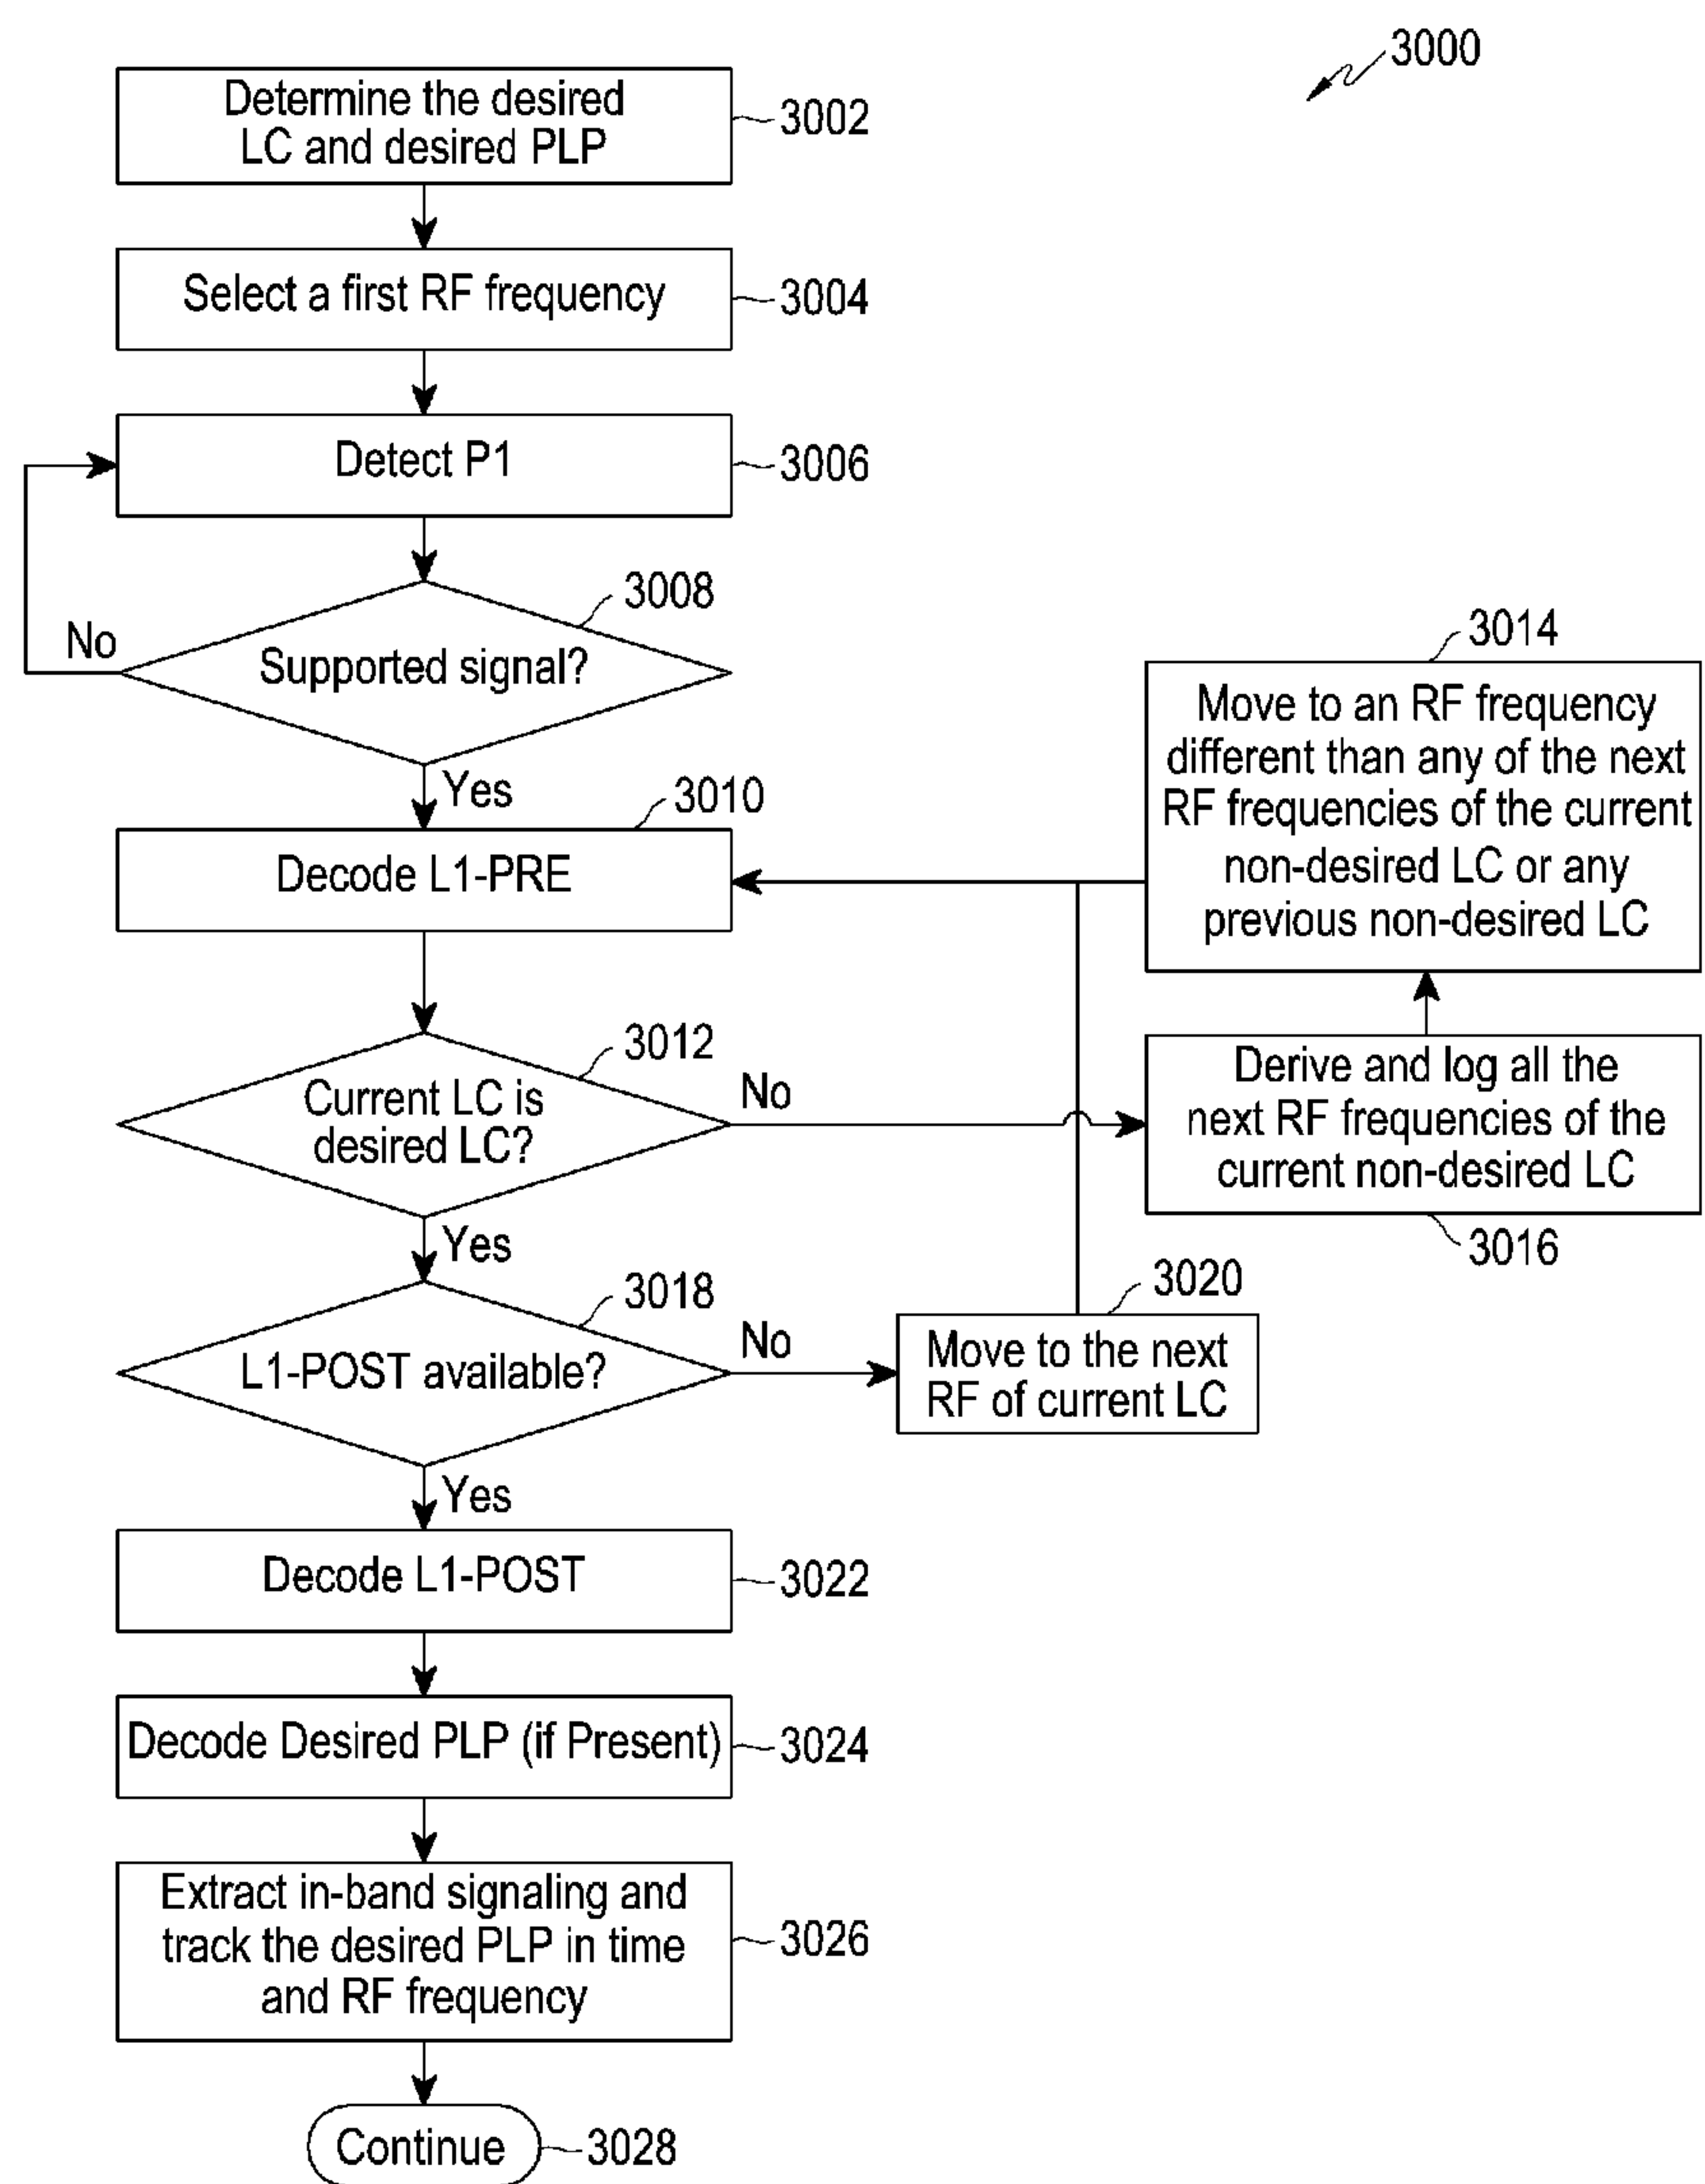 3000
Determine the desired
LC and desired PLP
3002
Select a first RF frequency
3004
Detect P1
3006
3008
No
Supported signal?
Yes
3010
Decode L1-PRE
3014
Move to an RF frequency
different than any of the next
RF frequencies of the current
non-desired LC or any
previous non-desired LC
3012
Current LC is
desired LC?
No
Derive and log all the
next RF frequencies of the
current non-desired LC
3016
Yes
3018
L1-POST available?
No
3020
Move to the next
RF of current LC
Yes
Decode L1-POST
3022
Decode Desired PLP (if Present)
3024
Extract in-band signaling and
track the desired PLP in time
and RF frequency
3026
Continue
3028